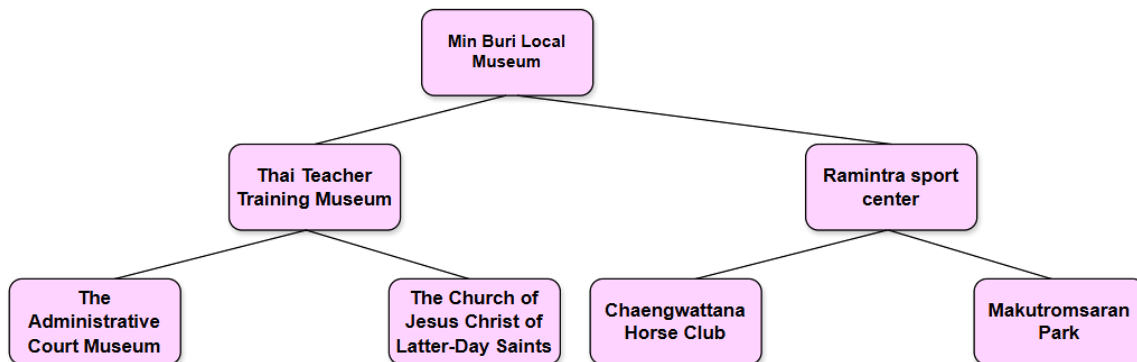 Min Buri Local
Museum
Thai Teacher
Training Museum
Ramintra sport
center
The
Administrative
Court Museum
The Church of
Jesus Christ of
Latter-Day Saints
Chaengwattana
Horse Club
Makutromsaran
Park